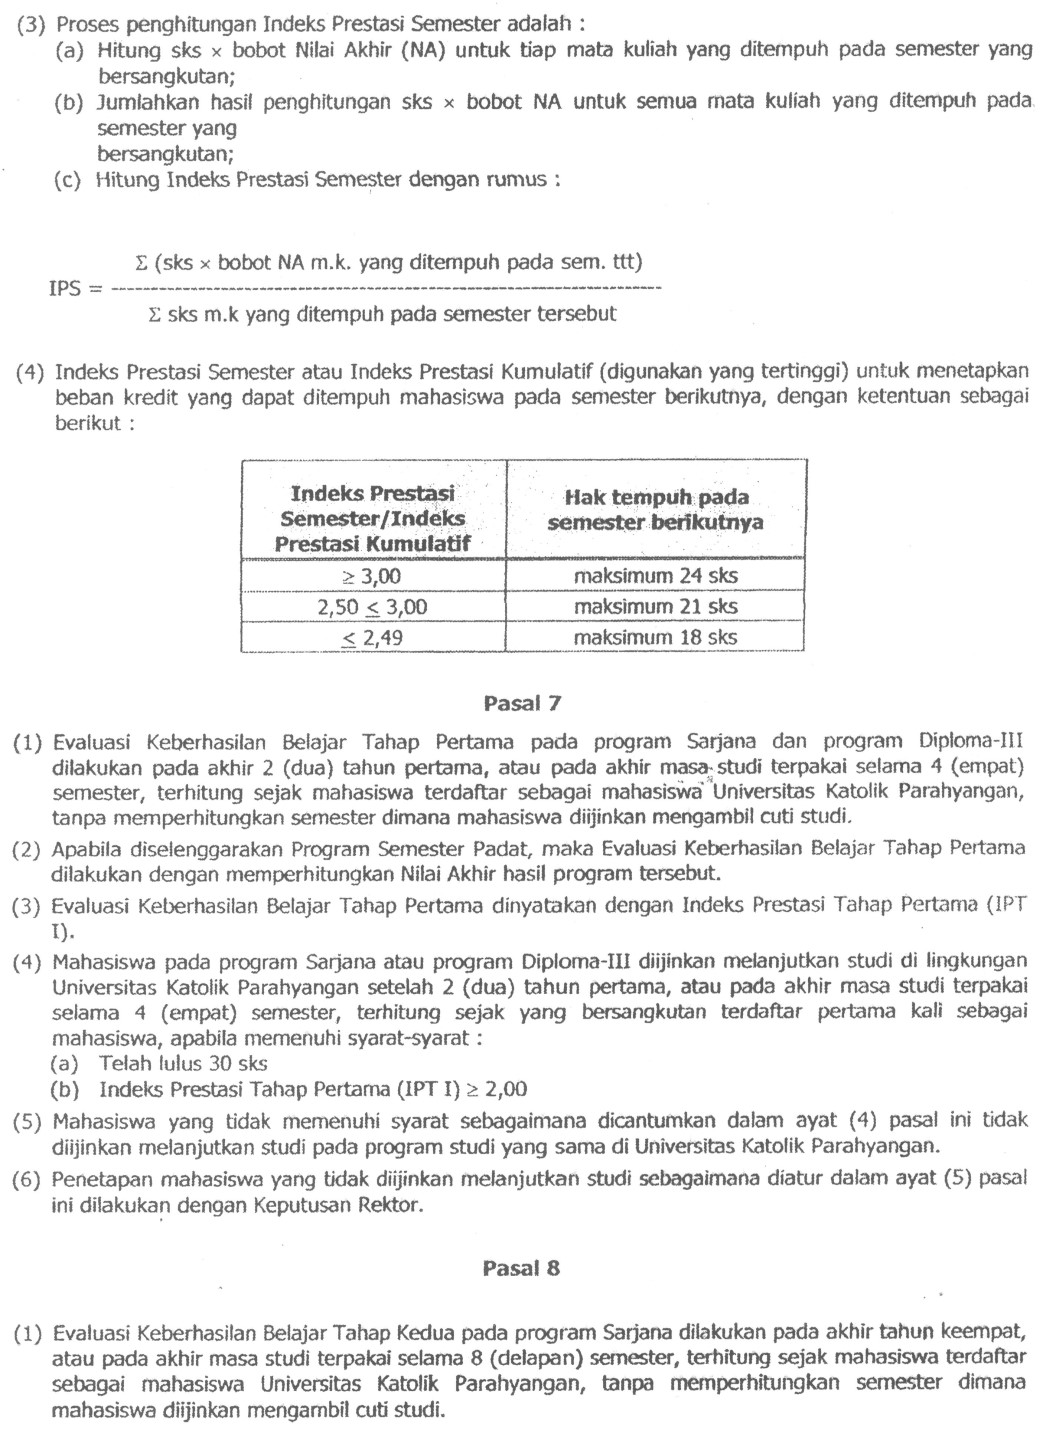 (3) Proses penghitungan Indeks Prestasi Semester adalah :
(a) Hitung sks × bobot Nilai Akhir (NA) untuk tiap mata kuliah yang ditempuh pada semester yang
bersangkutan;
(b) Jumlahkan hasil penghitungan sks × bobot NA untuk semua mata kuliah yang ditempuh pada
semester yang
bersangkutan;
(c) Hitung Indeks Prestasi Semester dengan rumus :
Σ (sks × bobot NA m.k. yang ditempuh pada sem. ttt)
IPS = ----------------------------------------------------------------------
Σ sks m.k yang ditempuh pada semester tersebut
(4) Indeks Prestasi Semester atau Indeks Prestasi Kumulatif (digunakan yang tertinggi) untuk menetapkan
beban kredit yang dapat ditempuh mahasiswa pada semester berikutnya, dengan ketentuan sebagai
berikut :
Indeks Prestasi
Semester/Indeks
Prestasi Kumulatif
Hak tempuh pada
semester berikutnya
≥ 3,00 maksimum 24 sks
2,50 ≤ 3,00 maksimum 21 sks
≤ 2,49 maksimum 18 sks
Pasal 7
(1) Evaluasi Keberhasilan Belajar Tahap Pertama pada program Sarjana dan program Diploma-III
dilakukan pada akhir 2 (dua) tahun pertama, atau pada akhir masa studi terpakai selama 4 (empat)
semester, terhitung sejak mahasiswa terdaftar sebagai mahasiswa Universitas Katolik Parahyangan,
tanpa memperhitungkan semester dimana mahasiswa diijinkan mengambil cuti studi.
(2) Apabila diselenggarakan Program Semester Padat, maka Evaluasi Keberhasilan Belajar Tahap Pertama
dilakukan dengan memperhitungkan Nilai Akhir hasil program tersebut.
(3) Evaluasi Keberhasilan Belajar Tahap Pertama dinyatakan dengan Indeks Prestasi Tahap Pertama (IPT
I).
(4) Mahasiswa pada program Sarjana atau program Diploma-III diijinkan melanjutkan studi di lingkungan
Universitas Katolik Parahyangan setelah 2 (dua) tahun pertama, atau pada akhir masa studi terpakai
selama 4 (empat) semester, terhitung sejak yang bersangkutan terdaftar pertama kali sebagai
mahasiswa, apabila memenuhi syarat-syarat :
(a) Telah lulus 30 sks
(b) Indeks Prestasi Tahap Pertama (IPT I) ≥ 2,00
(5) Mahasiswa yang tidak memenuhi syarat sebagaimana dicantumkan dalam ayat (4) pasal ini tidak
diijinkan melanjutkan studi pada program studi yang sama di Universitas Katolik Parahyangan.
(6) Penetapan mahasiswa yang tidak diijinkan melanjutkan studi sebagaimana diatur dalam ayat (5) pasal
ini dilakukan dengan Keputusan Rektor.
Pasal 8
(1) Evaluasi Keberhasilan Belajar Tahap Kedua pada program Sarjana dilakukan pada akhir tahun keempat,
atau pada akhir masa studi terpakai selama 8 (delapan) semester, terhitung sejak mahasiswa terdaftar
sebagai mahasiswa Universitas Katolik Parahyangan, tanpa memperhitungkan semester dimana
mahasiswa diijinkan mengambil cuti studi.